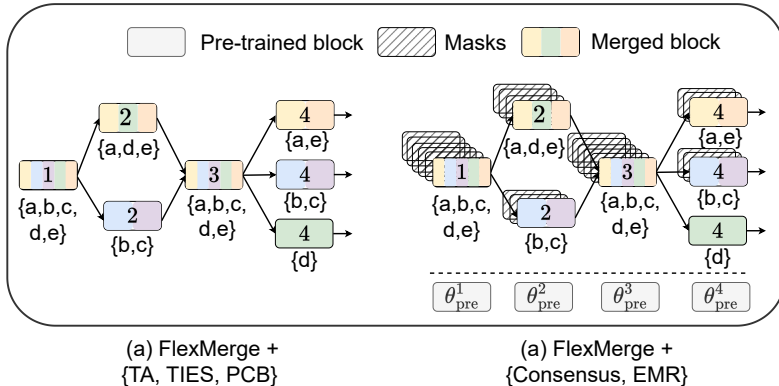 Pre-trained block
Masks
Merged block
1
{a,b,c,
d,e}
2
{a,d,e}
2
{b,c}
3
{a,b,c,
d,e}
4
{a,e}
4
{b,c}
4
{d}
1
{a,b,c,
d,e}
2
{a,d,e}
2
{b,c}
3
{a,b,c,
d,e}
4
{a,e}
4
{b,c}
4
{d}
θ¹pre θ²pre θ³pre θ⁴pre
(a) FlexMerge +
{TA, TIES, PCB}
(a) FlexMerge +
{Consensus, EMR}